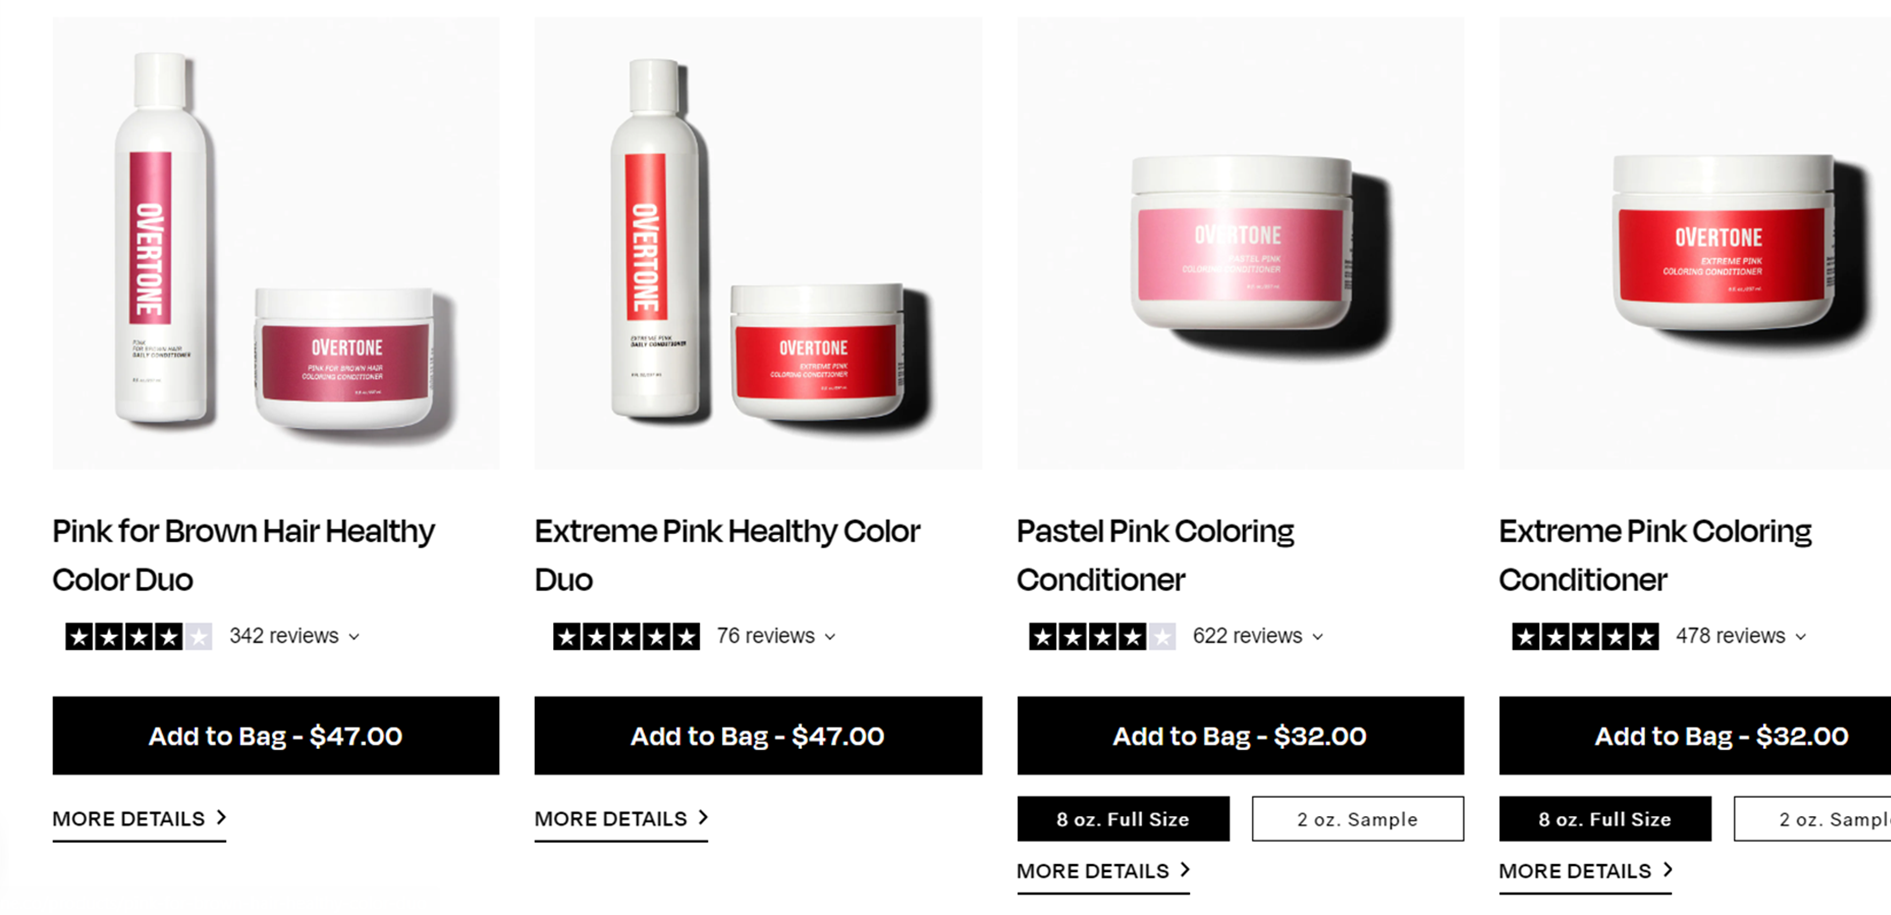 OVERTONE
PINK
FOR BROWN HAIR
DAILY CONDITIONER
OVERTONE
PINK FOR BROWN HAIR
COLORING CONDITIONER
OVERTONE
EXTREME PINK
DAILY CONDITIONER
OVERTONE
EXTREME PINK
COLORING CONDITIONER
OVERTONE
PASTEL PINK
COLORING CONDITIONER
OVERTONE
EXTREME PINK
COLORING CONDITIONER
Pink for Brown Hair Healthy
Color Duo
342 reviews
Add to Bag - $47.00
MORE DETAILS
Extreme Pink Healthy Color
Duo
76 reviews
Add to Bag - $47.00
MORE DETAILS
Pastel Pink Coloring
Conditioner
622 reviews
Add to Bag - $32.00
8 oz. Full Size
2 oz. Sample
MORE DETAILS
Extreme Pink Coloring
Conditioner
478 reviews
Add to Bag - $32.00
8 oz. Full Size
2 oz. Sampl
MORE DETAILS